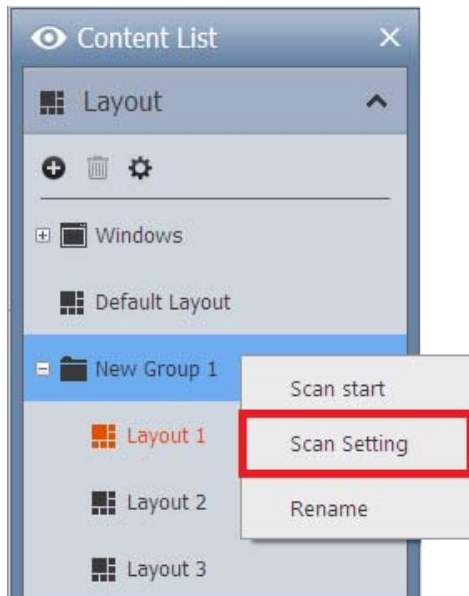 Content List
Layout
Windows
Default Layout
New Group 1
Scan start
Layout 1
Scan Setting
Layout 2
Rename
Layout 3